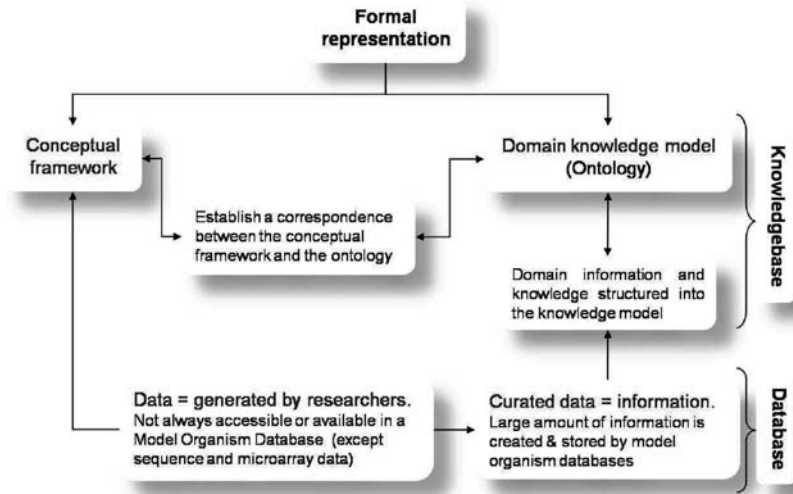 Formal
representation
Conceptual
framework
Domain knowledge model
(Ontology)
Knowledgebase
Establish a correspondence
between the conceptual
framework and the ontology
Domain information and
knowledge structured into
the knowledge model
Data = generated by researchers.
Not always accessible or available in a
Model Organism Database (except
sequence and microarray data)
Curated data = information.
Large amount of information is
created & stored by model
organism databases
Database